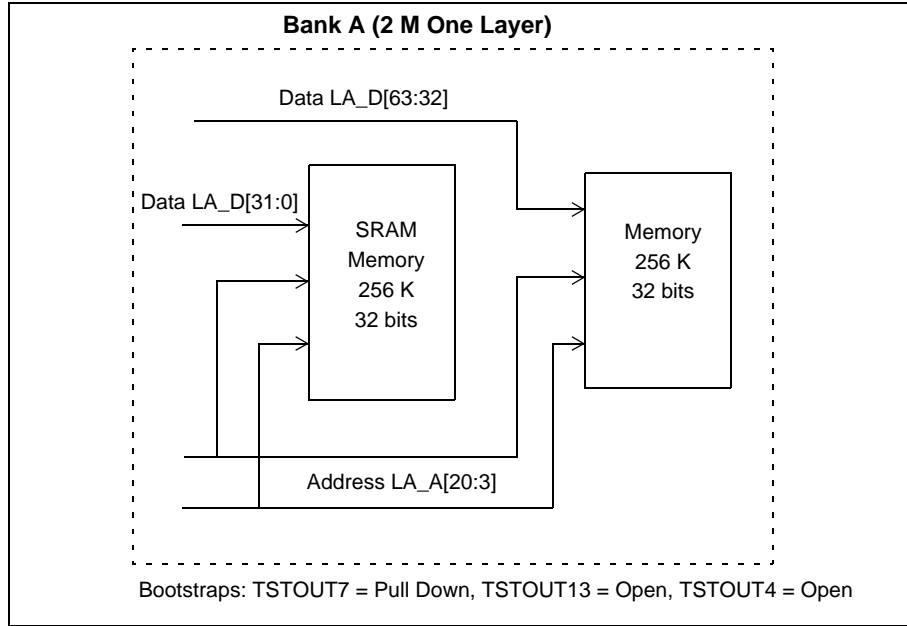 Bank A (2 M One Layer)
Data LA_D[63:32]
Data LA_D[31:0]
SRAM
Memory
256 K
32 bits
Memory
256 K
32 bits
Address LA_A[20:3]
Bootstraps: TSTOUT7 = Pull Down, TSTOUT13 = Open, TSTOUT4 = Open